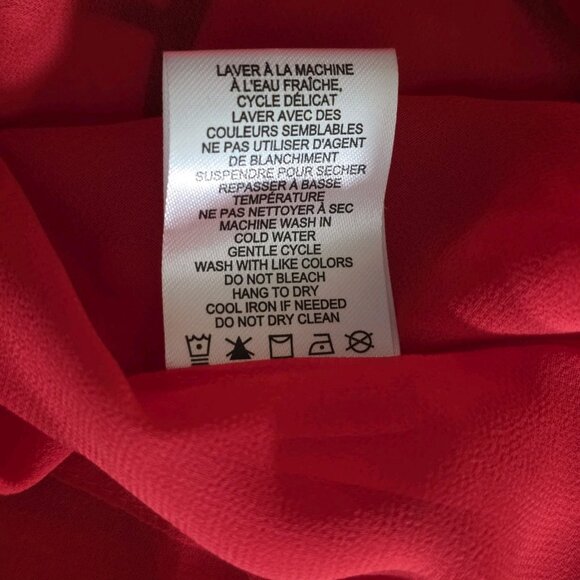 LAVER À LA MACHINE
À L'EAU FRAÎCHE,
CYCLE DÉLICAT
LAVER AVEC DES
COULEURS SEMBLABLES
NE PAS UTILISER D'AGENT
DE BLANCHIMENT
SUSPENDRE POUR SÉCHER
REPASSER À BASSE
TEMPÉRATURE
NE PAS NETTOYER À SEC
MACHINE WASH IN
COLD WATER
GENTLE CYCLE
WASH WITH LIKE COLORS
DO NOT BLEACH
HANG TO DRY
COOL IRON IF NEEDED
DO NOT DRY CLEAN